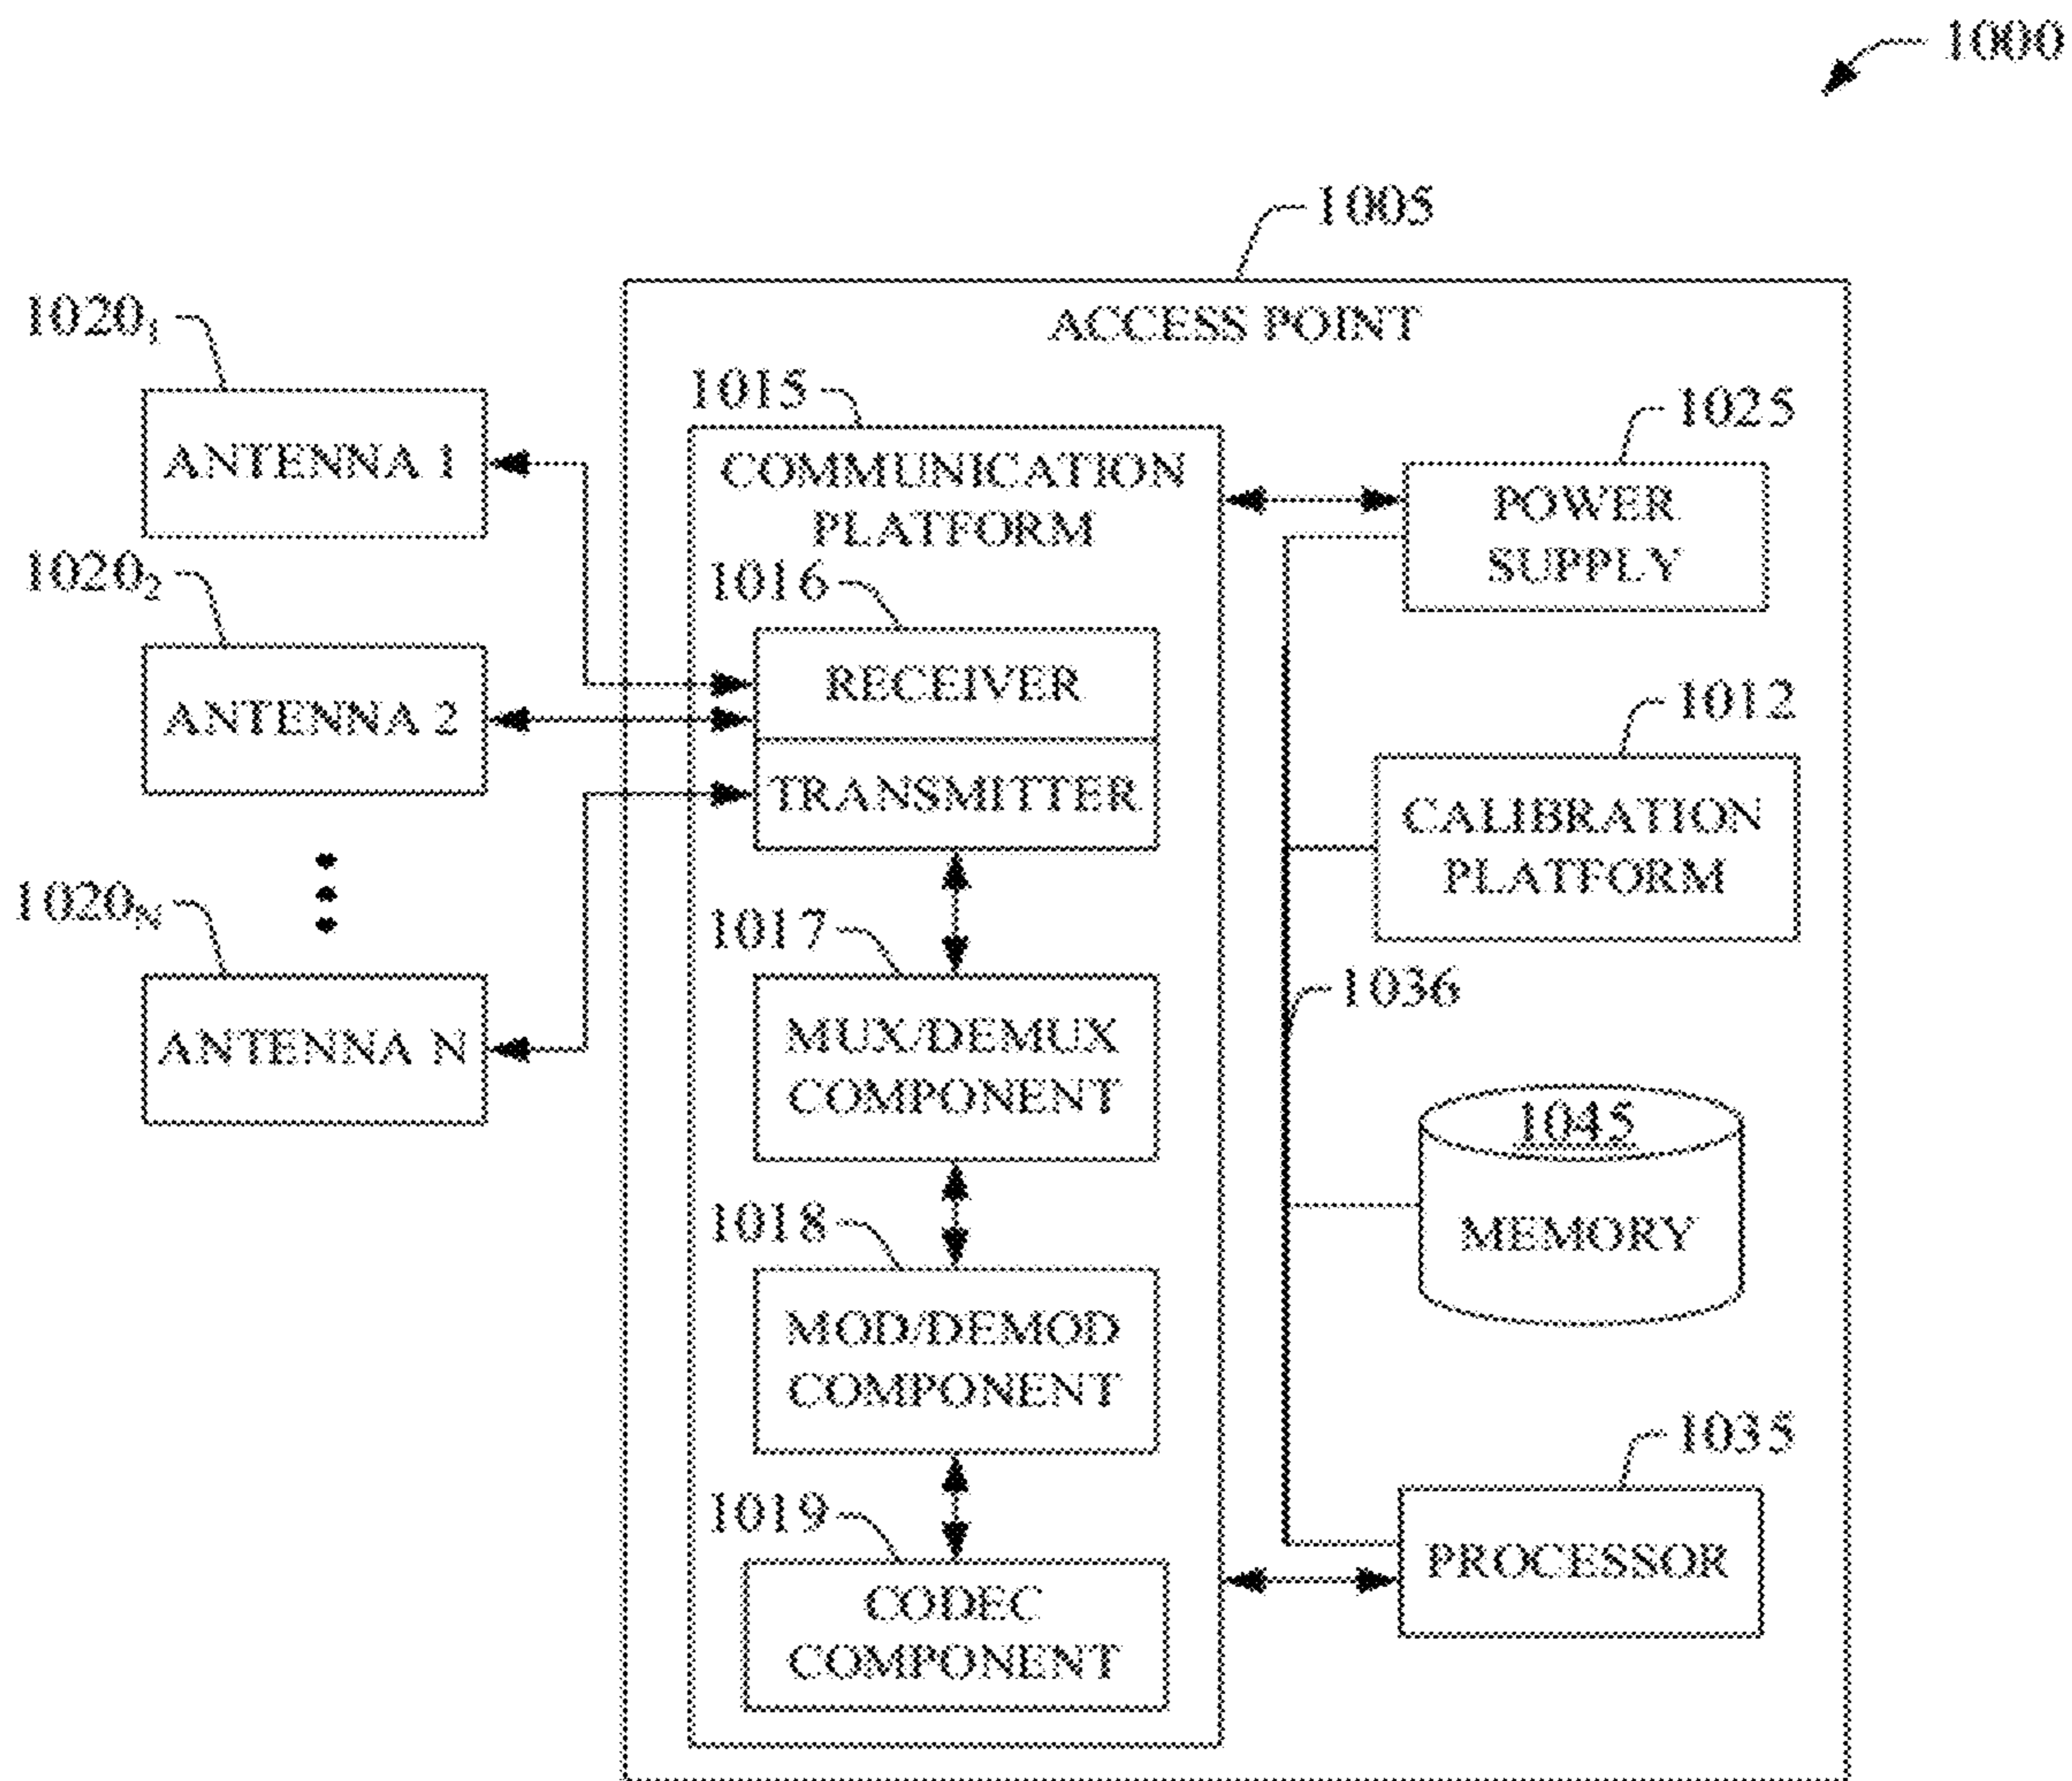 1000
1005
ACCESS POINT
1020₁
ANTENNA 1
1020₂
ANTENNA 2
1020N
ANTENNA N
1015
COMMUNICATION
PLATFORM
1016
RECEIVER
TRANSMITTER
1017
MUX/DEMUX
COMPONENT
1018
MOD/DEMOD
COMPONENT
1019
CODEC
COMPONENT
1025
POWER
SUPPLY
1012
CALIBRATION
PLATFORM
1036
1045
MEMORY
1035
PROCESSOR